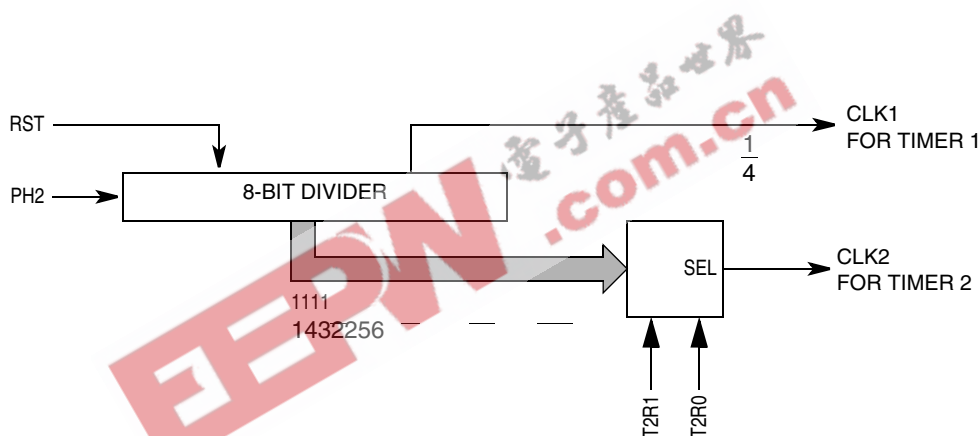 RST
PH2
8-BIT DIVIDER
CLK1
FOR TIMER 1
1
4
SEL
CLK2
FOR TIMER 2
1111
1432256
T2R1
T2R0
EEPW
.com.cn
電子產品世界